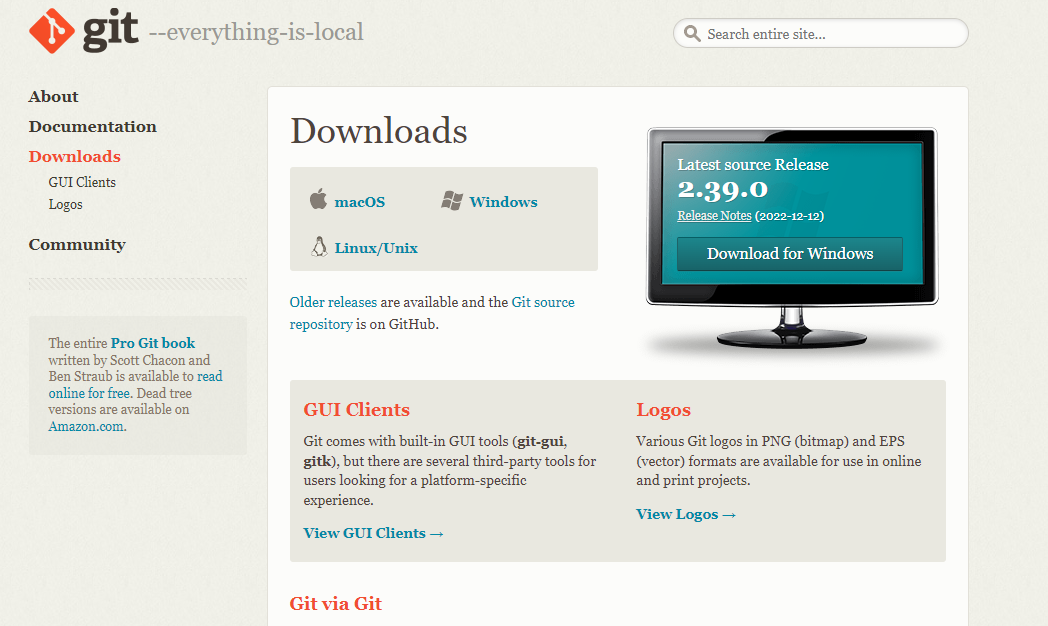 git --everything-is-local
Search entire site...
About
Documentation
Downloads
GUI Clients
Logos
Community
The entire Pro Git book
written by Scott Chacon and
Ben Straub is available to read
online for free. Dead tree
versions are available on
Amazon.com.
Downloads
macOS
Windows
Linux/Unix
Older releases are available and the Git source
repository is on GitHub.
Latest source Release
2.39.0
Release Notes (2022-12-12)
Download for Windows
GUI Clients
Git comes with built-in GUI tools (git-gui,
gitk), but there are several third-party tools for
users looking for a platform-specific
experience.
View GUI Clients →
Logos
Various Git logos in PNG (bitmap) and EPS
(vector) formats are available for use in online
and print projects.
View Logos →
Git via Git